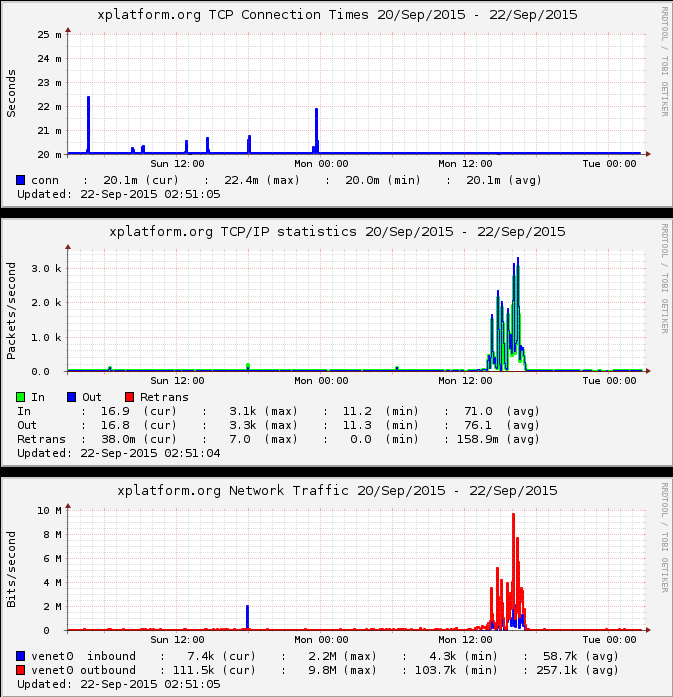 xplatform.org TCP Connection Times 20/Sep/2015 - 22/Sep/2015
RRDTOOL / TOBI OETIKER
Seconds
25 m
24 m
23 m
22 m
21 m
20 m
Sun 12:00 Mon 00:00 Mon 12:00 Tue 00:00
conn : 20.1m (cur) : 22.4m (max) : 20.0m (min) : 20.1m (avg)
Updated: 22-Sep-2015 02:51:05
xplatform.org TCP/IP statistics 20/Sep/2015 - 22/Sep/2015
RRDTOOL / TOBI OETIKER
Packets/second
3.0 k
2.0 k
1.0 k
0.0
Sun 12:00 Mon 00:00 Mon 12:00 Tue 00:00
In Out Retrans
In : 16.9 (cur) : 3.1k (max) : 11.2 (min) : 71.0 (avg)
Out : 16.8 (cur) : 3.3k (max) : 11.3 (min) : 76.1 (avg)
Retrans : 38.0m (cur) : 7.0 (max) : 0.0 (min) : 158.9m (avg)
Updated: 22-Sep-2015 02:51:04
xplatform.org Network Traffic 20/Sep/2015 - 22/Sep/2015
RRDTOOL / TOBI OETIKER
Bits/second
10 M
8 M
6 M
4 M
2 M
0
Sun 12:00 Mon 00:00 Mon 12:00 Tue 00:00
venet0 inbound : 7.4k (cur) : 2.2M (max) : 4.3k (min) : 58.7k (avg)
venet0 outbound : 111.5k (cur) : 9.8M (max) : 103.7k (min) : 257.1k (avg)
Updated: 22-Sep-2015 02:51:05